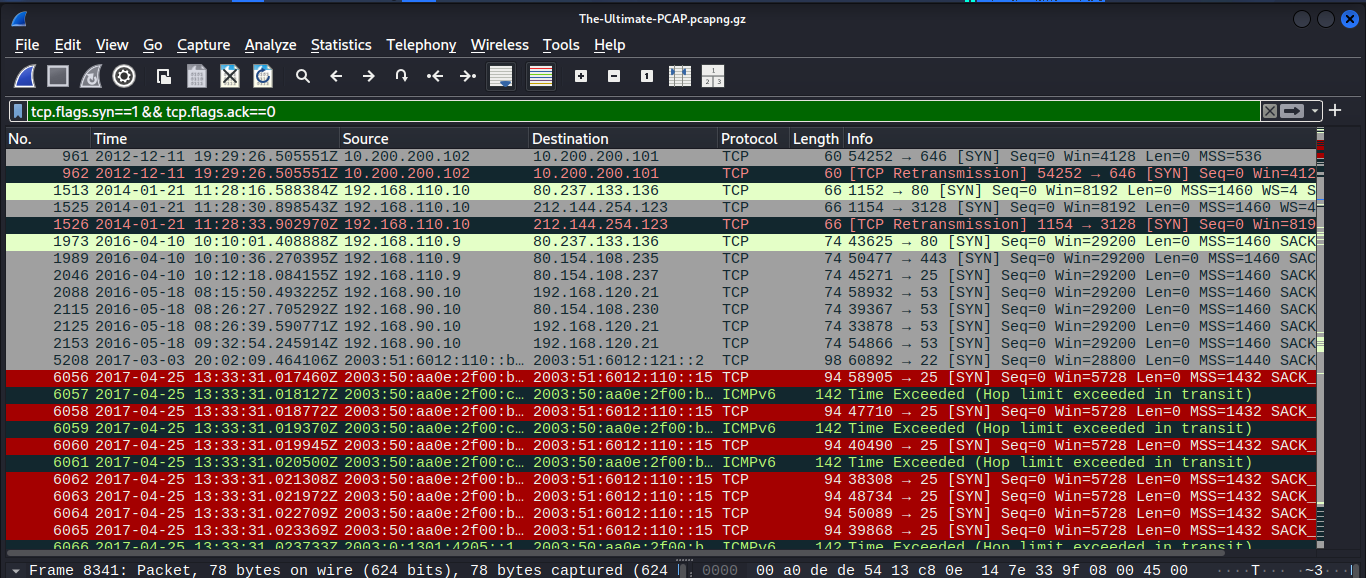 The-Ultimate-PCAP.pcapng.gz
File Edit View Go Capture Analyze Statistics Telephony Wireless Tools Help
tcp.flags.syn==1 && tcp.flags.ack==0
No. Time Source Destination Protocol Length Info
961 2012-12-11 19:29:26.505551Z 10.200.200.102 10.200.200.101 TCP 60 54252 → 646 [SYN] Seq=0 Win=4128 Len=0 MSS=536
962 2012-12-11 19:29:26.505551Z 10.200.200.102 10.200.200.101 TCP 60 [TCP Retransmission] 54252 → 646 [SYN] Seq=0 Win=412
1513 2014-01-21 11:28:16.588384Z 192.168.110.10 80.237.133.136 TCP 66 1152 → 80 [SYN] Seq=0 Win=8192 Len=0 MSS=1460 WS=4 S
1525 2014-01-21 11:28:30.898543Z 192.168.110.10 212.144.254.123 TCP 66 1154 → 3128 [SYN] Seq=0 Win=8192 Len=0 MSS=1460 WS=4
1526 2014-01-21 11:28:33.902970Z 192.168.110.10 212.144.254.123 TCP 66 [TCP Retransmission] 1154 → 3128 [SYN] Seq=0 Win=819
1973 2016-04-10 10:10:01.408888Z 192.168.110.9 80.237.133.136 TCP 74 43625 → 80 [SYN] Seq=0 Win=29200 Len=0 MSS=1460 SACK
1989 2016-04-10 10:10:36.270395Z 192.168.110.9 80.154.108.235 TCP 74 50477 → 443 [SYN] Seq=0 Win=29200 Len=0 MSS=1460 SAC
2046 2016-04-10 10:12:18.084155Z 192.168.110.9 80.154.108.237 TCP 74 45271 → 25 [SYN] Seq=0 Win=29200 Len=0 MSS=1460 SACK
2088 2016-05-18 08:15:50.493225Z 192.168.90.10 192.168.120.21 TCP 74 58932 → 53 [SYN] Seq=0 Win=29200 Len=0 MSS=1460 SACK
2115 2016-05-18 08:26:27.705292Z 192.168.90.10 80.154.108.230 TCP 74 39367 → 53 [SYN] Seq=0 Win=29200 Len=0 MSS=1460 SACK
2125 2016-05-18 08:26:39.590771Z 192.168.90.10 192.168.120.21 TCP 74 33878 → 53 [SYN] Seq=0 Win=29200 Len=0 MSS=1460 SACK
2153 2016-05-18 09:32:54.245914Z 192.168.90.10 192.168.120.21 TCP 74 54866 → 53 [SYN] Seq=0 Win=29200 Len=0 MSS=1460 SACK
5208 2017-03-03 20:02:09.464106Z 2003:51:6012:110::b… 2003:51:6012:121::2 TCP 98 60892 → 22 [SYN] Seq=0 Win=28800 Len=0 MSS=1440 SACK
6056 2017-04-25 13:33:31.017460Z 2003:50:aa0e:2f00:b… 2003:51:6012:110::15 TCP 94 58905 → 25 [SYN] Seq=0 Win=5728 Len=0 MSS=1432 SACK_
6057 2017-04-25 13:33:31.018127Z 2003:50:aa0e:2f00:c… 2003:50:aa0e:2f00:b… ICMPv6 142 Time Exceeded (Hop limit exceeded in transit)
6058 2017-04-25 13:33:31.018772Z 2003:50:aa0e:2f00:b… 2003:51:6012:110::15 TCP 94 47710 → 25 [SYN] Seq=0 Win=5728 Len=0 MSS=1432 SACK_
6059 2017-04-25 13:33:31.019370Z 2003:50:aa0e:2f00:c… 2003:50:aa0e:2f00:b… ICMPv6 142 Time Exceeded (Hop limit exceeded in transit)
6060 2017-04-25 13:33:31.019945Z 2003:50:aa0e:2f00:b… 2003:51:6012:110::15 TCP 94 40490 → 25 [SYN] Seq=0 Win=5728 Len=0 MSS=1432 SACK_
6061 2017-04-25 13:33:31.020500Z 2003:50:aa0e:2f00:c… 2003:50:aa0e:2f00:b… ICMPv6 142 Time Exceeded (Hop limit exceeded in transit)
6062 2017-04-25 13:33:31.021308Z 2003:50:aa0e:2f00:b… 2003:51:6012:110::15 TCP 94 38308 → 25 [SYN] Seq=0 Win=5728 Len=0 MSS=1432 SACK_
6063 2017-04-25 13:33:31.021972Z 2003:50:aa0e:2f00:b… 2003:51:6012:110::15 TCP 94 48734 → 25 [SYN] Seq=0 Win=5728 Len=0 MSS=1432 SACK_
6064 2017-04-25 13:33:31.022709Z 2003:50:aa0e:2f00:b… 2003:51:6012:110::15 TCP 94 50089 → 25 [SYN] Seq=0 Win=5728 Len=0 MSS=1432 SACK_
6065 2017-04-25 13:33:31.023369Z 2003:50:aa0e:2f00:b… 2003:51:6012:110::15 TCP 94 39868 → 25 [SYN] Seq=0 Win=5728 Len=0 MSS=1432 SACK_
6066 2017-04-25 13:33:31.023733Z 2003:0:1301:4205::1 2003:50:aa0e:2f00:b… ICMPv6 142 Time Exceeded (Hop limit exceeded in transit)
Frame 8341: Packet, 78 bytes on wire (624 bits), 78 bytes captured (624 0000 00 a0 de de 54 13 c8 0e 14 7e 33 9f 08 00 45 00 ····T··· ·~3·